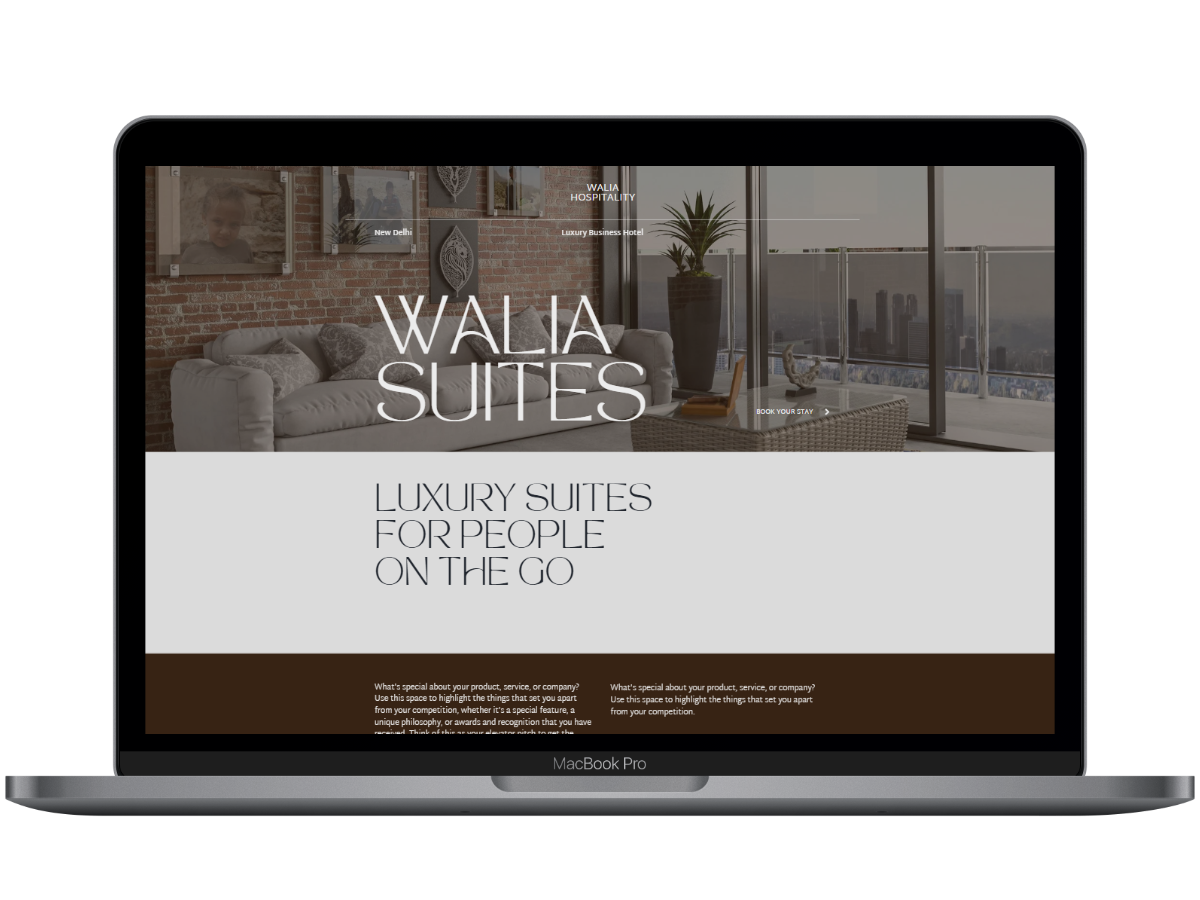 WALIA
HOSPITALITY
New Delhi
Luxury Business Hotel
WALIA
SUITES
BOOK YOUR STAY
LUXURY SUITES
FOR PEOPLE
ON THE GO
What's special about your product, service, or company?
Use this space to highlight the things that set you apart
from your competition, whether it's a special feature, a
unique philosophy, or awards and recognition that you have
received. Think of this as your elevator pitch to get the
What's special about your product, service, or company?
Use this space to highlight the things that set you apart
from your competition.
MacBook Pro